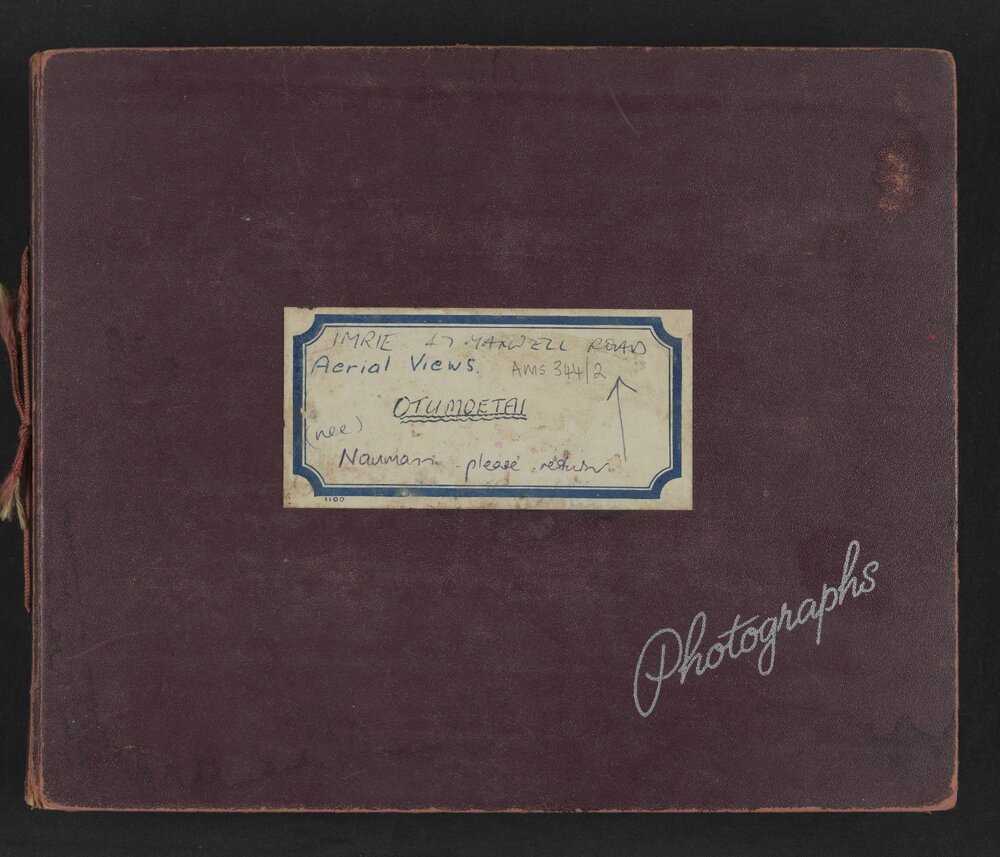 IMRIE 47 MAXWELL ROAD
Aerial Views. AMS 344/2
OTUMOETAI
(nee)
Nauman please return
1100
Photographs